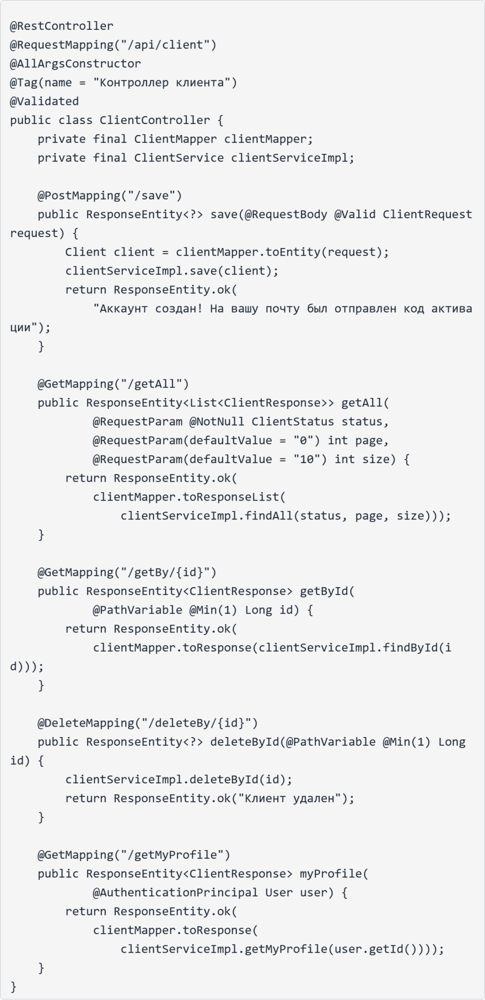 @RestController
@RequestMapping("/api/client")
@AllArgsConstructor
@Tag(name = "Контроллер клиента")
@Validated
public class ClientController {
    private final ClientMapper clientMapper;
    private final ClientService clientServiceImpl;

    @PostMapping("/save")
    public ResponseEntity<?> save(@RequestBody @Valid ClientRequest
request) {
        Client client = clientMapper.toEntity(request);
        clientServiceImpl.save(client);
        return ResponseEntity.ok(
            "Аккаунт создан! На вашу почту был отправлен код актива
ции");
    }

    @GetMapping("/getAll")
    public ResponseEntity<List<ClientResponse>> getAll(
            @RequestParam @NotNull ClientStatus status,
            @RequestParam(defaultValue = "0") int page,
            @RequestParam(defaultValue = "10") int size) {
        return ResponseEntity.ok(
            clientMapper.toResponseList(
                clientServiceImpl.findAll(status, page, size)));
    }

    @GetMapping("/getBy/{id}")
    public ResponseEntity<ClientResponse> getById(
            @PathVariable @Min(1) Long id) {
        return ResponseEntity.ok(
            clientMapper.toResponse(clientServiceImpl.findById(i
d)));
    }

    @DeleteMapping("/deleteBy/{id}")
    public ResponseEntity<?> deleteById(@PathVariable @Min(1) Long
id) {
        clientServiceImpl.deleteById(id);
        return ResponseEntity.ok("Клиент удален");
    }

    @GetMapping("/getMyProfile")
    public ResponseEntity<ClientResponse> myProfile(
            @AuthenticationPrincipal User user) {
        return ResponseEntity.ok(
            clientMapper.toResponse(
                clientServiceImpl.getMyProfile(user.getId())));
    }
}